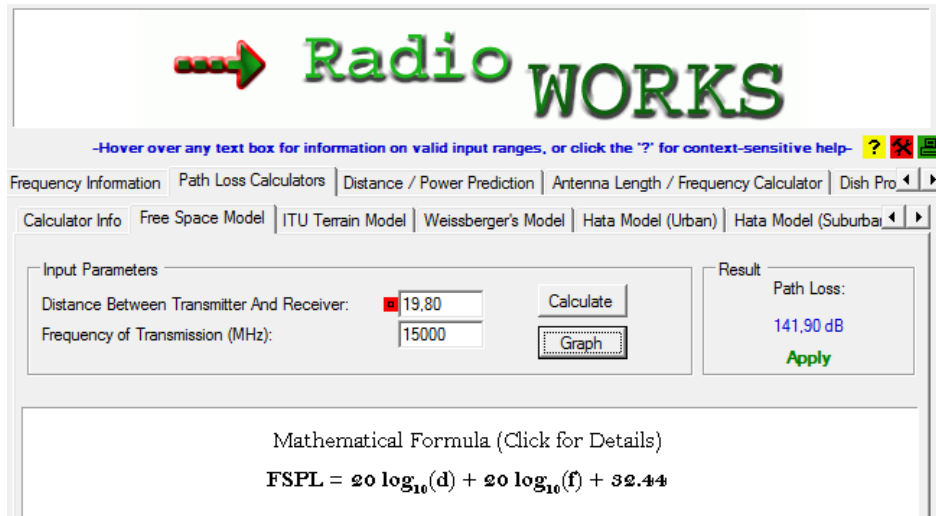 Radio WORKS
-Hover over any text box for information on valid input ranges, or click the '?' for context-sensitive help- ?
Frequency Information Path Loss Calculators Distance / Power Prediction Antenna Length / Frequency Calculator Dish Pro
Calculator Info Free Space Model ITU Terrain Model Weissberger's Model Hata Model (Urban) Hata Model (Suburba
Input Parameters
Distance Between Transmitter And Receiver: 19,80
Frequency of Transmission (MHz): 15000
Calculate
Graph
Result
Path Loss:
141,90 dB
Apply
Mathematical Formula (Click for Details)
FSPL = 20 log₁₀(d) + 20 log₁₀(f) + 32.44